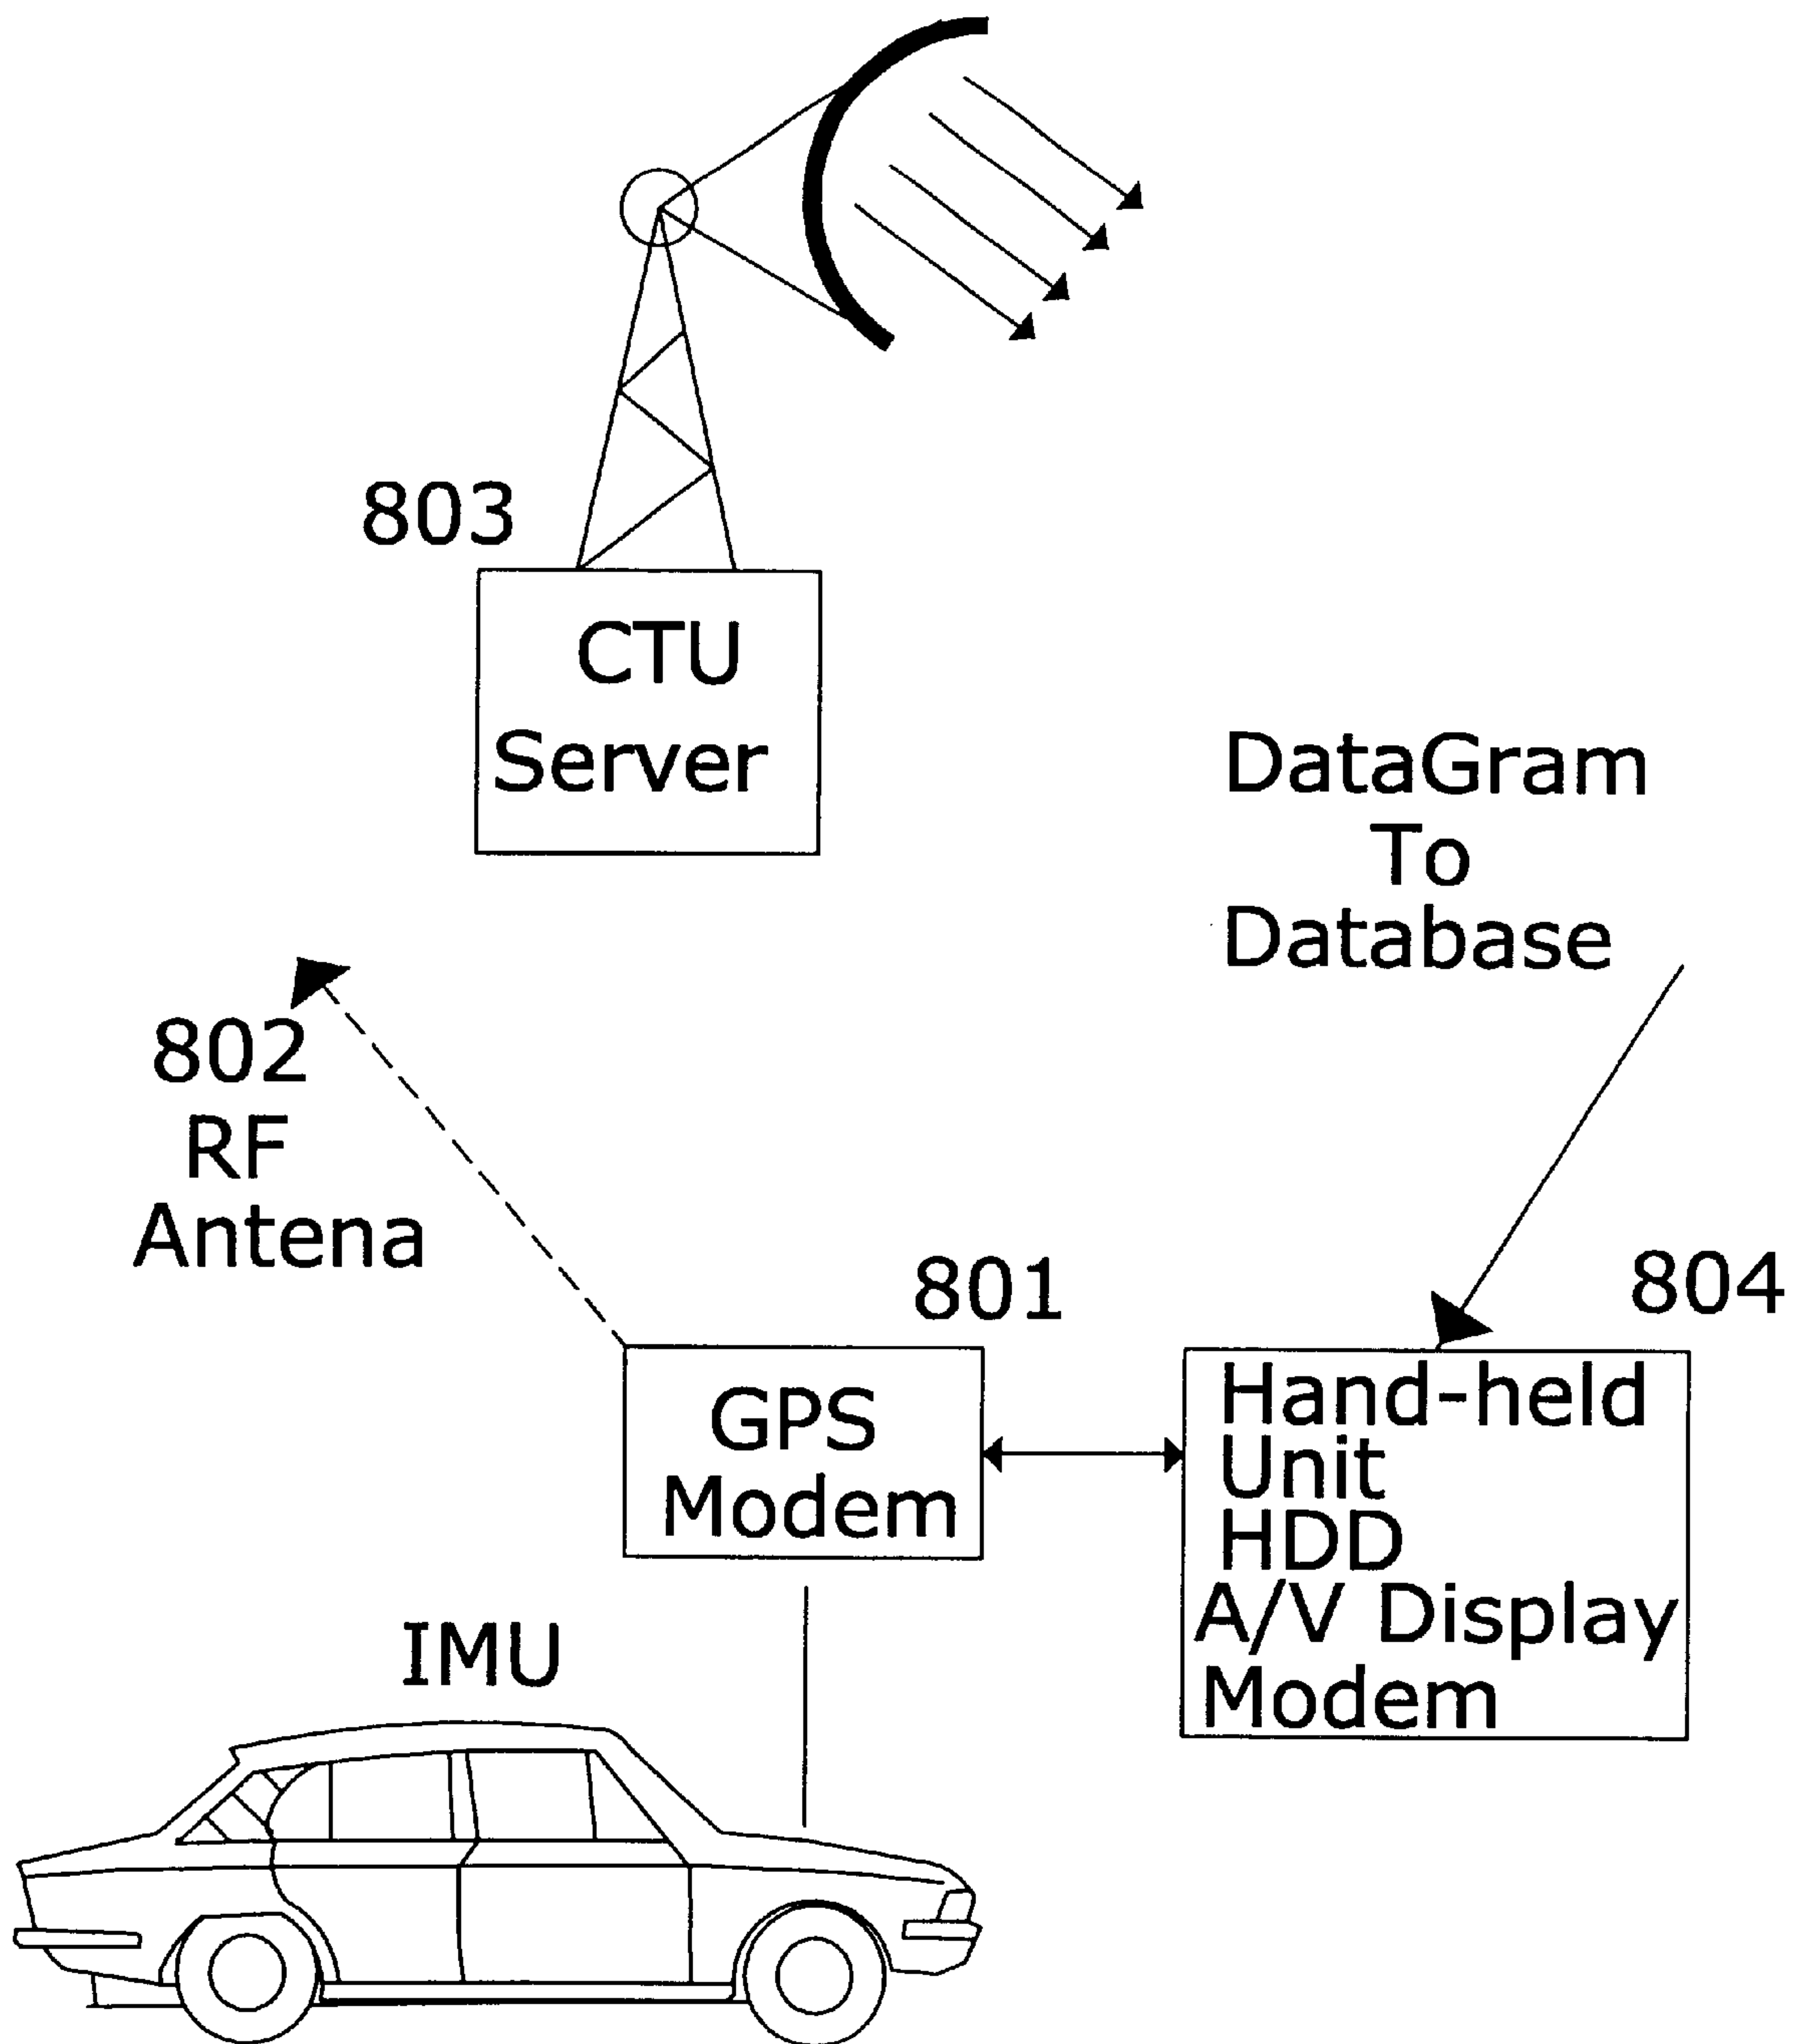 803
CTU
Server
DataGram
To
Database
802
RF
Antena
801
804
GPS
Modem
Hand-held
Unit
HDD
A/V Display
Modem
IMU